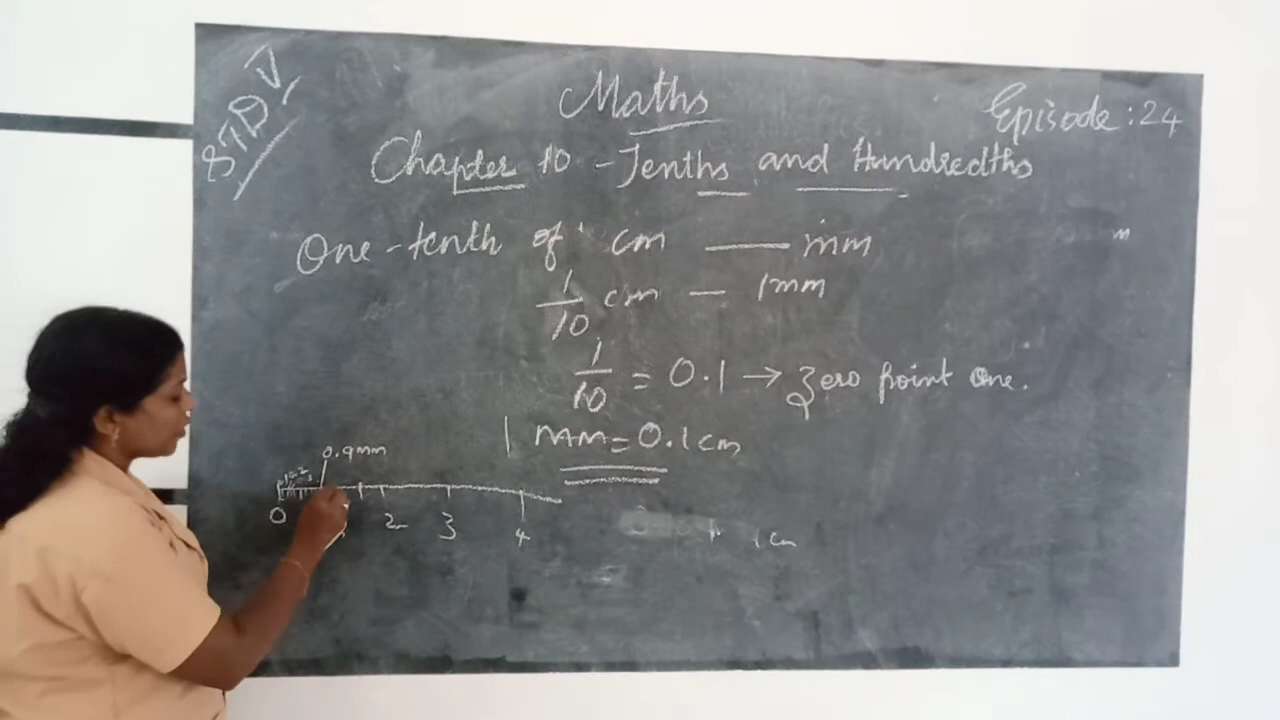 STD V
Maths
Episode : 24
Chapter 10 - Tenths and Hundredths
One-tenth of 1 cm —— mm
1/10 cm — 1mm
1/10 = 0.1 → Zero point one.
1 mm = 0.1 cm
0.9mm
0 2 3 4
1cm